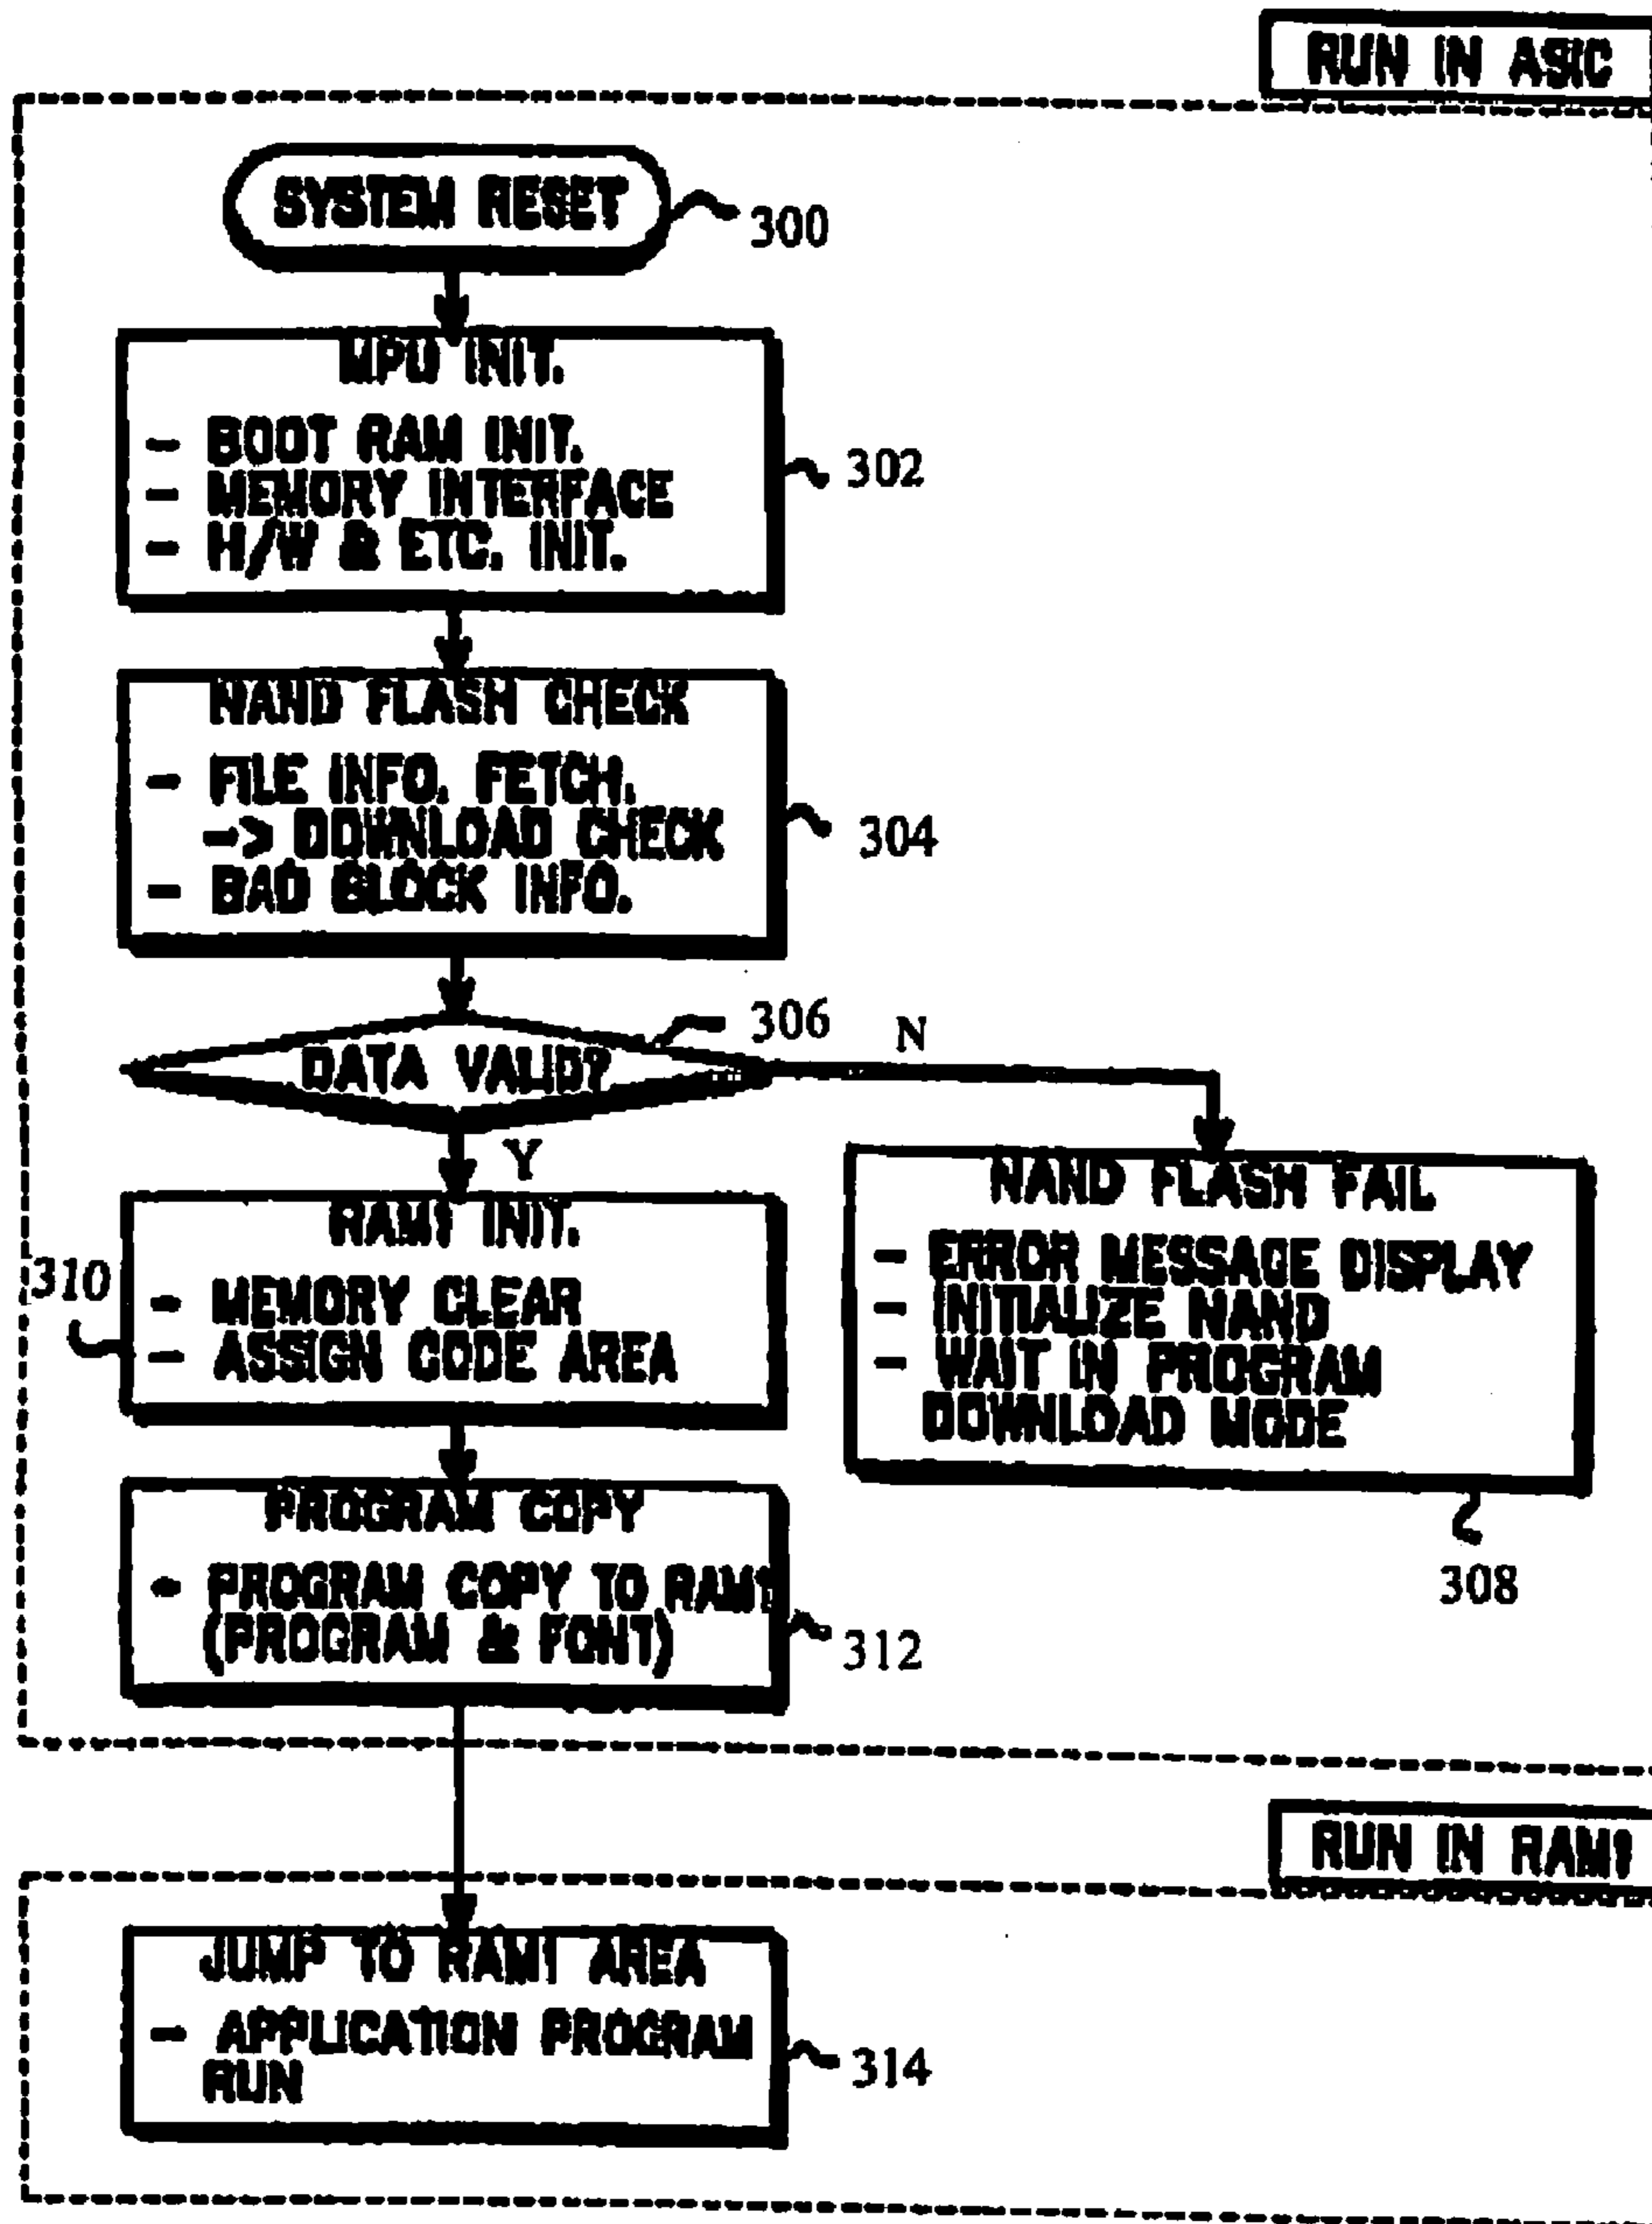 RUN IN ASIC
SYSTEM RESET
300
MPU INIT.
- BOOT RAM INIT.
- MEMORY INTERFACE
- H/W & ETC. INIT.
302
NAND FLASH CHECK
- FILE INFO. FETCH.
-> DOWNLOAD CHECK
- BAD BLOCK INFO.
304
DATA VALID?
306
N
Y
NAND FLASH FAIL
- ERROR MESSAGE DISPLAY
- INITIALIZE NAND
- WAIT IN PROGRAM
DOWNLOAD MODE
308
RAM1 INIT.
- MEMORY CLEAR
- ASSIGN CODE AREA
310
PROGRAM COPY
- PROGRAM COPY TO RAM1
(PROGRAM & FONT)
312
RUN IN RAM1
JUMP TO RAM1 AREA
- APPLICATION PROGRAM
RUN
314